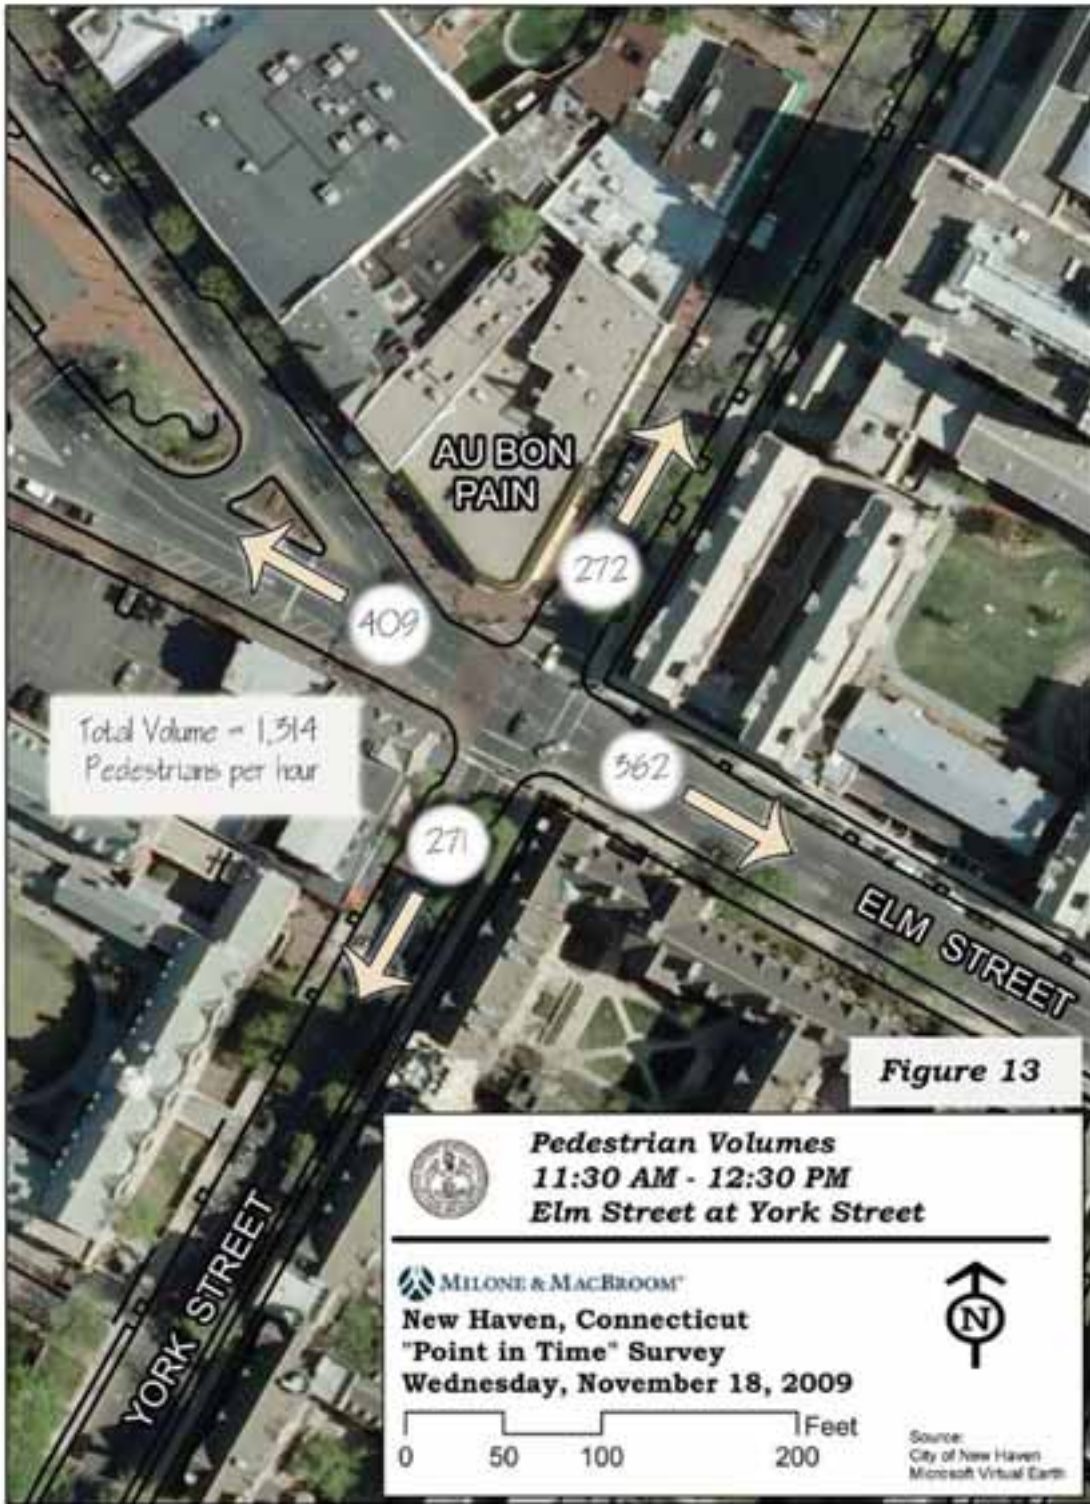 AU BON
PAIN
272
409
Total Volume = 1,314
Pedestrians per hour
362
271
ELM STREET
YORK STREET
Figure 13
Pedestrian Volumes
11:30 AM - 12:30 PM
Elm Street at York Street
MILONE & MACBROOM
New Haven, Connecticut
"Point in Time" Survey
Wednesday, November 18, 2009
N
Feet
0 50 100 200
Source:
City of New Haven
Microsoft Virtual Earth